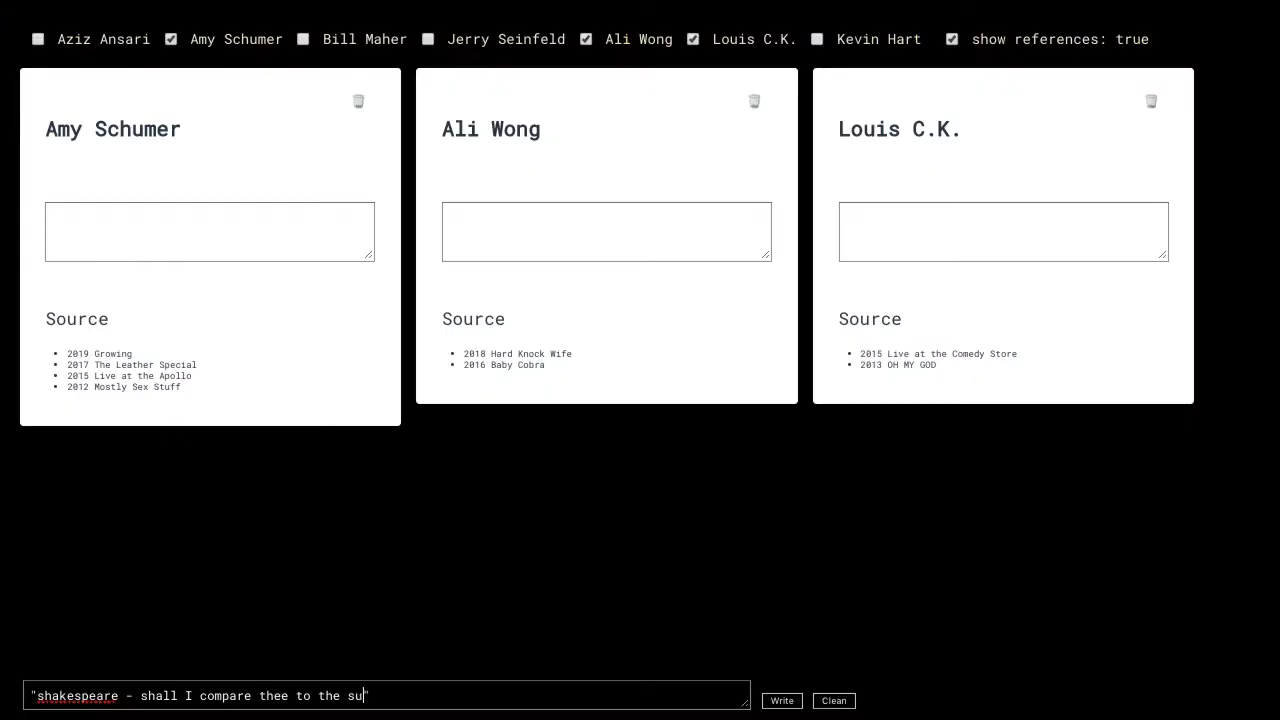 Aziz Ansari Amy Schumer Bill Maher Jerry Seinfeld Ali Wong Louis C.K. Kevin Hart show references: true
Amy Schumer
Source
2019 Growing
2017 The Leather Special
2015 Live at the Apollo
2012 Mostly Sex Stuff
Ali Wong
Source
2018 Hard Knock Wife
2016 Baby Cobra
Louis C.K.
Source
2015 Live at the Comedy Store
2013 OH MY GOD
"shakespeare - shall I compare thee to the su"
Write Clean